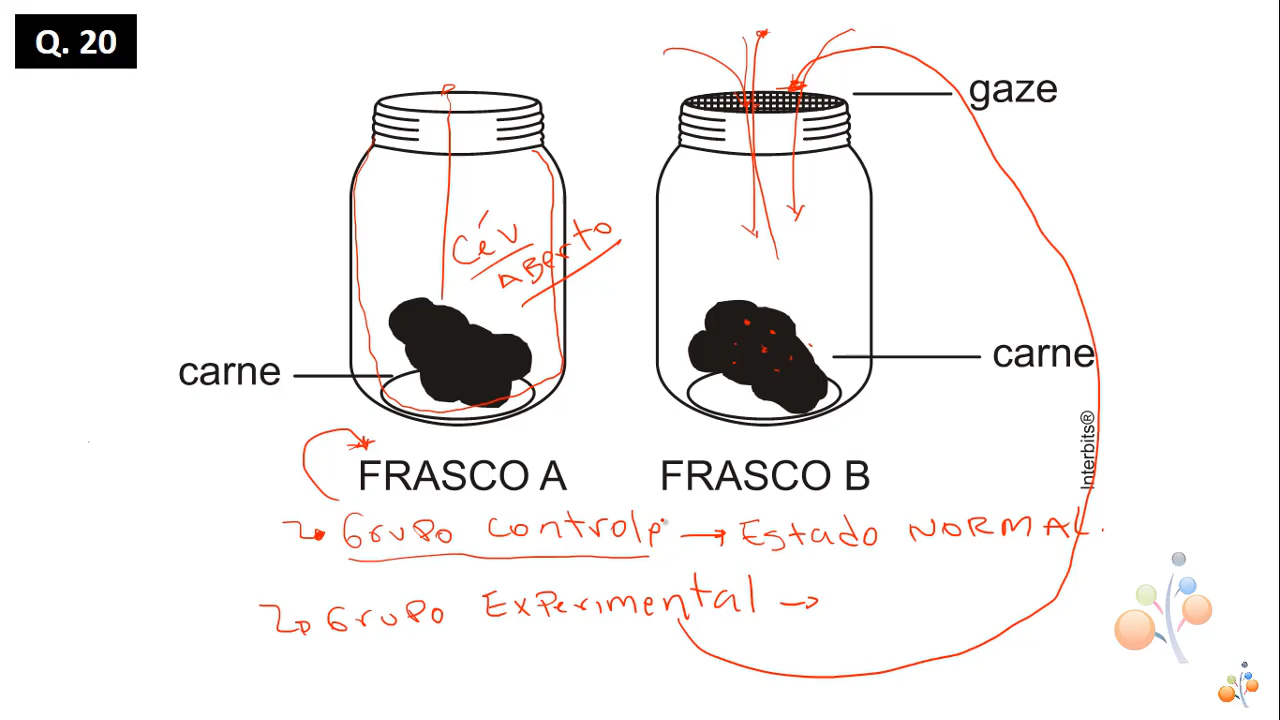 Q. 20
gaze
Céu
Aberto
carne
carne
Interbits®
FRASCO A
FRASCO B
Grupo controle → Estado NORMAL.
Grupo Experimental →